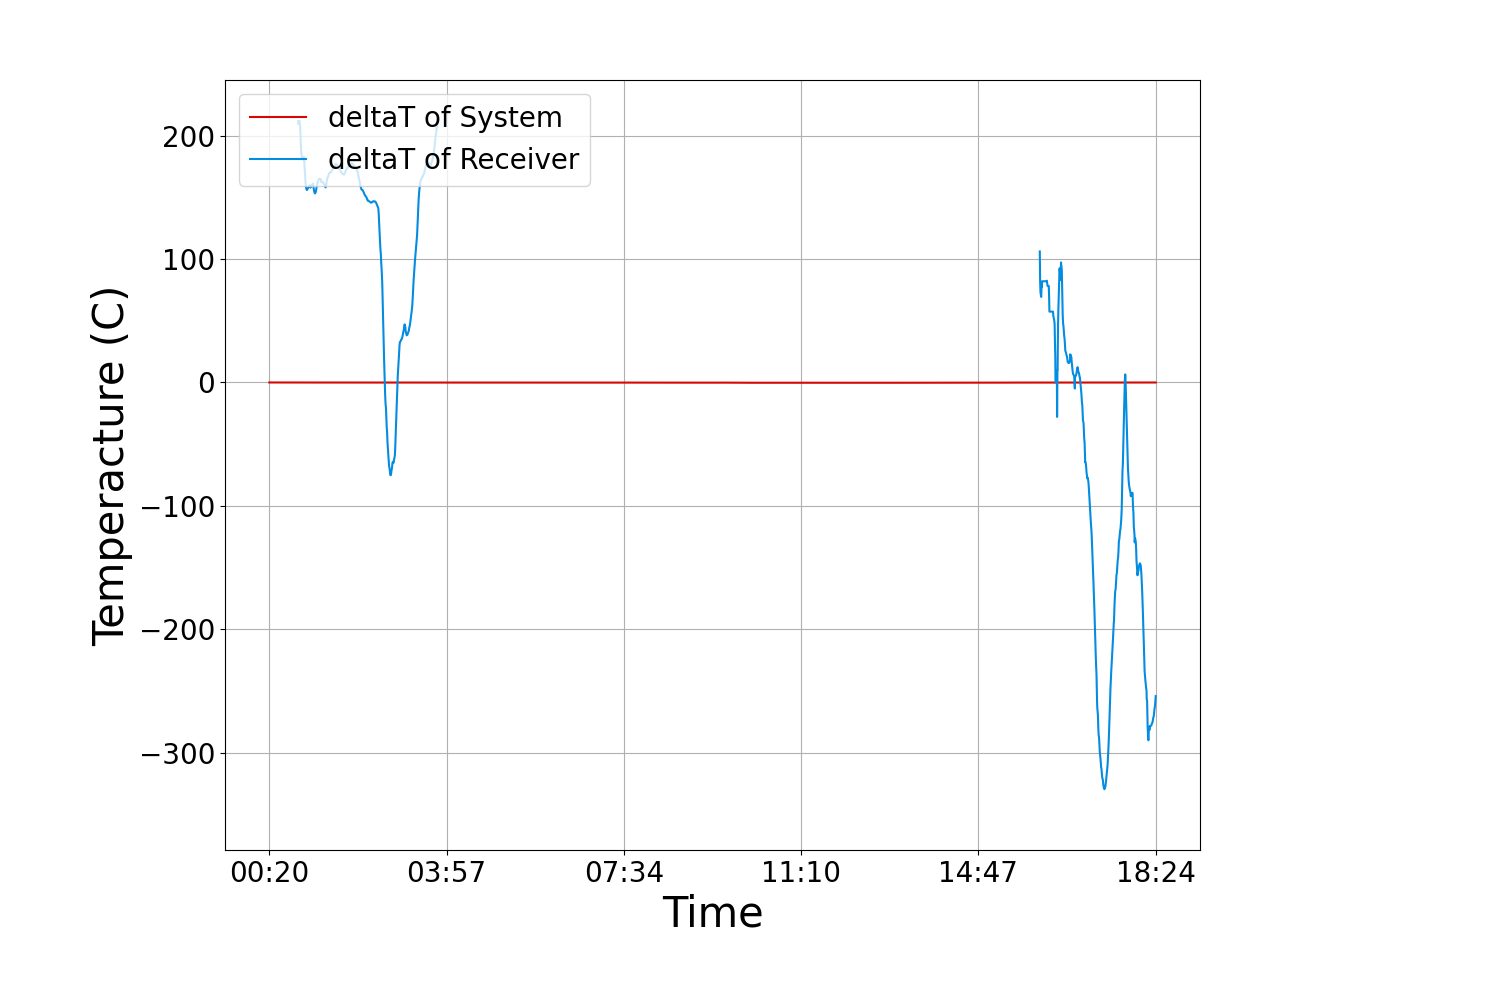 deltaT of System
deltaT of Receiver
200
100
0
−100
−200
−300
Temperacture (C)
00:20 03:57 07:34 11:10 14:47 18:24
Time